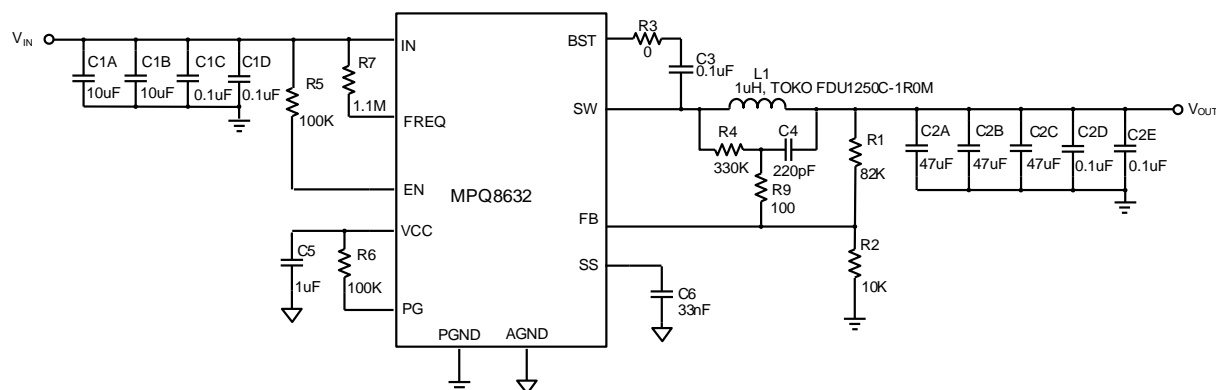 VIN
C1A
10uF
C1B
10uF
C1C
0.1uF
C1D
0.1uF
R5
100K
R7
1.1M
IN
FREQ
EN
VCC
PG
C5
1uF
R6
100K
MPQ8632
PGND
AGND
BST
SW
FB
SS
R3
0
C3
0.1uF
L1
1uH, TOKO FDU1250C-1R0M
R4
330K
C4
220pF
R9
100
R1
82K
R2
10K
C6
33nF
VOUT
C2A
47uF
C2B
47uF
C2C
47uF
C2D
0.1uF
C2E
0.1uF